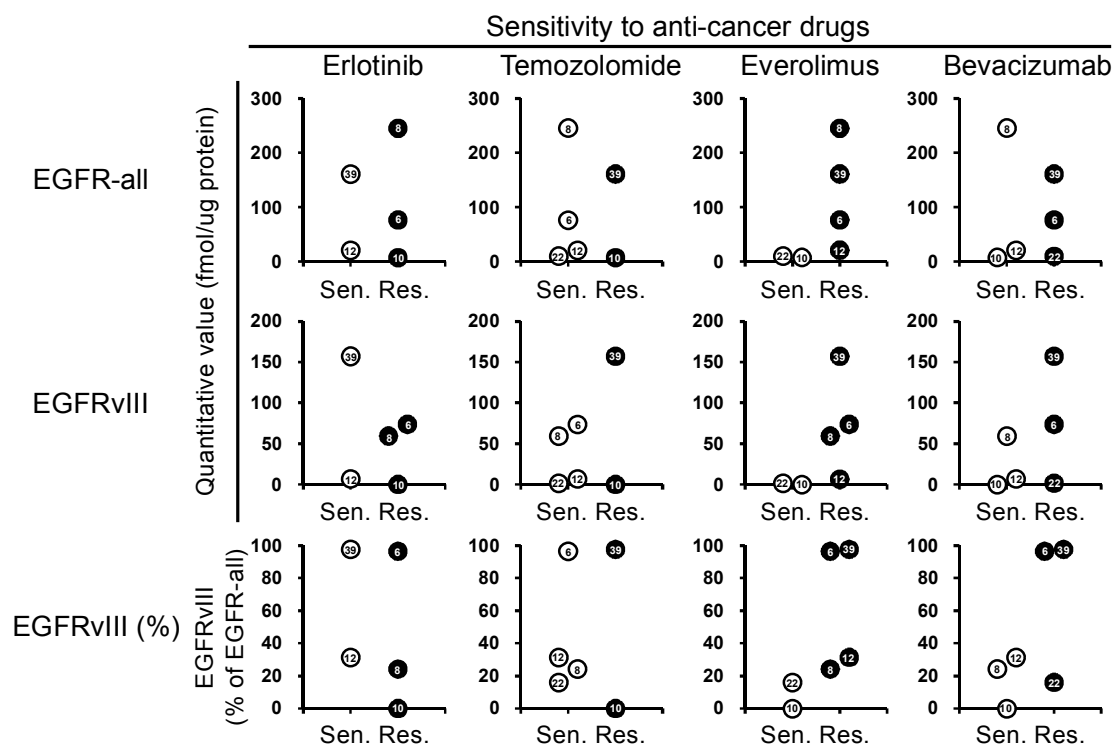 Sensitivity to anti-cancer drugs
Erlotinib Temozolomide Everolimus Bevacizumab
Quantitative value (fmol/ug protein)
EGFR-all
300 300 300 300
8 8 8 8
200 200 200 200
39 39 39 39
100 100 100 100
6 6 6 6
12 22 12 22 10 12 10 12
0 10 0 10 0 0 22
Sen. Res. Sen. Res. Sen. Res. Sen. Res.
EGFRvIII
200 200 200 200
150 39 150 39 150 39 150 39
100 100 100 100
6 6 6 6
50 8 50 8 50 8 50 8
12 22 12 22 10 12 10 12 22
0 10 0 10 0 0
Sen. Res. Sen. Res. Sen. Res. Sen. Res.
EGFRvIII (%)
EGFRvIII
(% of EGFR-all)
100 39 6 100 6 39 100 6 39 100 6 39
80 80 80 80
60 60 60 60
40 40 40 40
12 12 12 12
20 8 20 8 20 8 20 8
22 22 22
0 10 0 10 0 10 0 10
Sen. Res. Sen. Res. Sen. Res. Sen. Res.